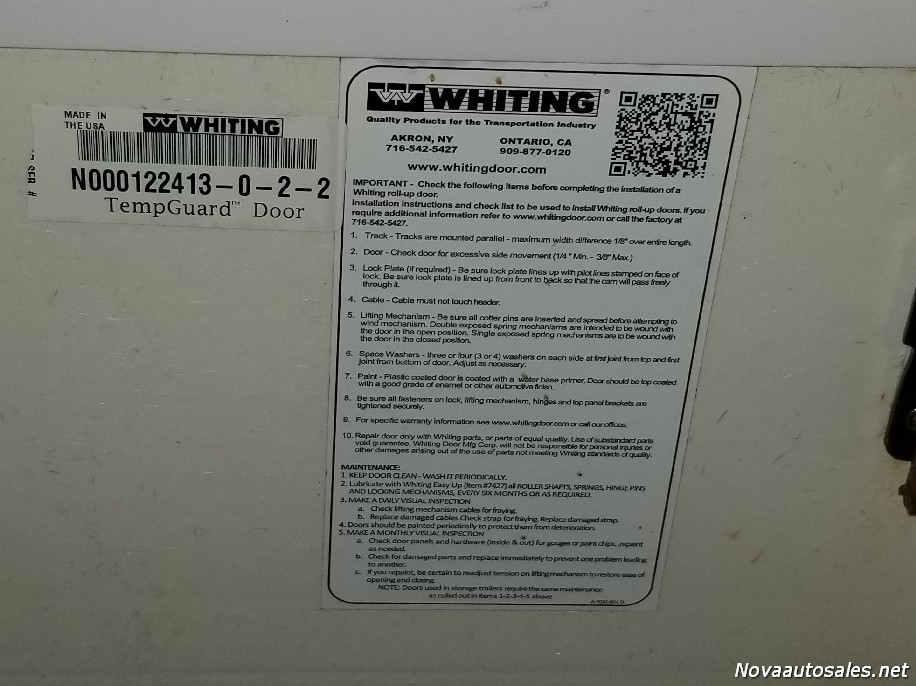 MADE IN
THE USA
WHITING
SER #
N000122413-0-2-2
TempGuard™ Door
WHITING®
Quality Products for the Transportation Industry
AKRON, NY
716-542-5427
ONTARIO, CA
909-877-0120
www.whitingdoor.com
IMPORTANT - Check the following items before completing the installation of a
Whiting roll-up door.
Installation instructions and check list to be used to install Whiting roll-up doors. If you
require additional information refer to www.whitingdoor.com or call the factory at
716-542-5427.
1. Track - Tracks are mounted parallel - maximum width difference 1/8" over entire length.
2. Door - Check door for excessive side movement (1/4 " Min. - 3/8" Max.)
3. Lock Plate (if required) - Be sure lock plate lines up with pilot lines stamped on face of
lock. Be sure lock plate is lined up from front to back so that the cam will pass freely
through it.
4. Cable - Cable must not touch header.
5. Lifting Mechanism - Be sure all cotter pins are inserted and spread before attempting to
wind mechanism. Double exposed spring mechanisms are intended to be wound with
the door in the open position. Single exposed spring mechanisms are to be wound with
the door in the closed position.
6. Space Washers - three or four (3 or 4) washers on each side at first joint from top and first
joint from bottom of door. Adjust as necessary.
7. Paint - Plastic coated door is coated with a water base primer. Door should be top coated
with a good grade of enamel or other automotive finish.
8. Be sure all fasteners on lock, lifting mechanism, hinges and top panel brackets are
tightened securely.
9. For specific warranty information see www.whitingdoor.com or call our offices.
10. Repair door only with Whiting parts, or parts of equal quality. Use of substandard parts
void guarantee. Whiting Door Mfg Corp. will not be responsible for personal injuries or
other damages arising out of the use of parts not meeting Whiting standards of quality.
MAINTENANCE:
1. KEEP DOOR CLEAN - WASH IT PERIODICALLY.
2. Lubricate with Whiting Easy Up (Item #7427) all ROLLER SHAFTS, SPRINGS, HINGE PINS
AND LOCKING MECHANISMS, EVERY SIX MONTHS OR AS REQUIRED.
3. MAKE A DAILY VISUAL INSPECTION
a. Check lifting mechanism cables for fraying.
b. Replace damaged cables Check strap for fraying. Replace damaged strap.
4. Doors should be painted periodically to protect them from deterioration.
5. MAKE A MONTHLY VISUAL INSPECTION
a. Check door panels and hardware (inside & out) for gouges or paint chips, repaint
as needed.
b. Check for damaged parts and replace immediately to prevent one problem leading
to another.
c. If you repaint, be certain to readjust tension on lifting mechanism to restore ease of
opening and closing.
NOTE: Doors used in storage trailers require the same maintenance
as called out in items 1-2-3-4-5 above
Novaautosales.net